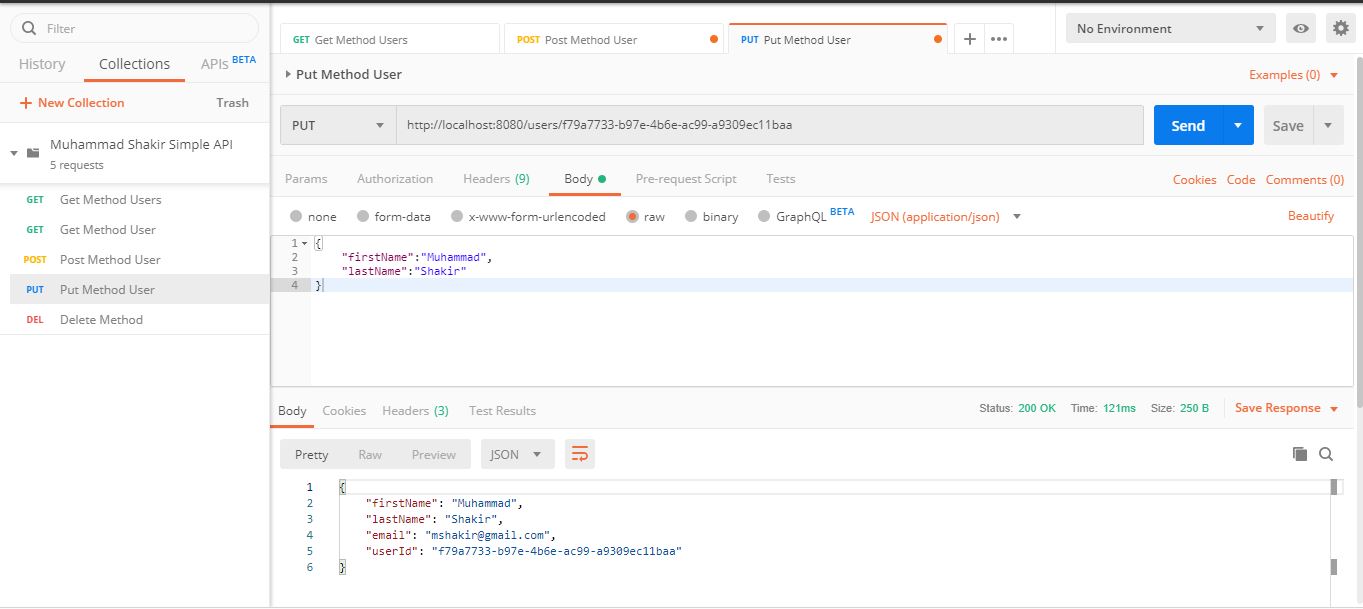 Filter
History Collections APIs BETA
+ New Collection Trash
Muhammad Shakir Simple API
5 requests
GET Get Method Users
GET Get Method User
POST Post Method User
PUT Put Method User
DEL Delete Method
GET Get Method Users POST Post Method User PUT Put Method User + ••• No Environment
Put Method User Examples (0)
PUT http://localhost:8080/users/f79a7733-b97e-4b6e-ac99-a9309ec11baa Send Save
Params Authorization Headers (9) Body Pre-request Script Tests Cookies Code Comments (0)
none form-data x-www-form-urlencoded raw binary GraphQL BETA JSON (application/json) Beautify
1 {
2 "firstName":"Muhammad",
3 "lastName":"Shakir"
4 }
Body Cookies Headers (3) Test Results Status: 200 OK Time: 121ms Size: 250 B Save Response
Pretty Raw Preview JSON
1 {
2 "firstName": "Muhammad",
3 "lastName": "Shakir",
4 "email": "mshakir@gmail.com",
5 "userId": "f79a7733-b97e-4b6e-ac99-a9309ec11baa"
6 }